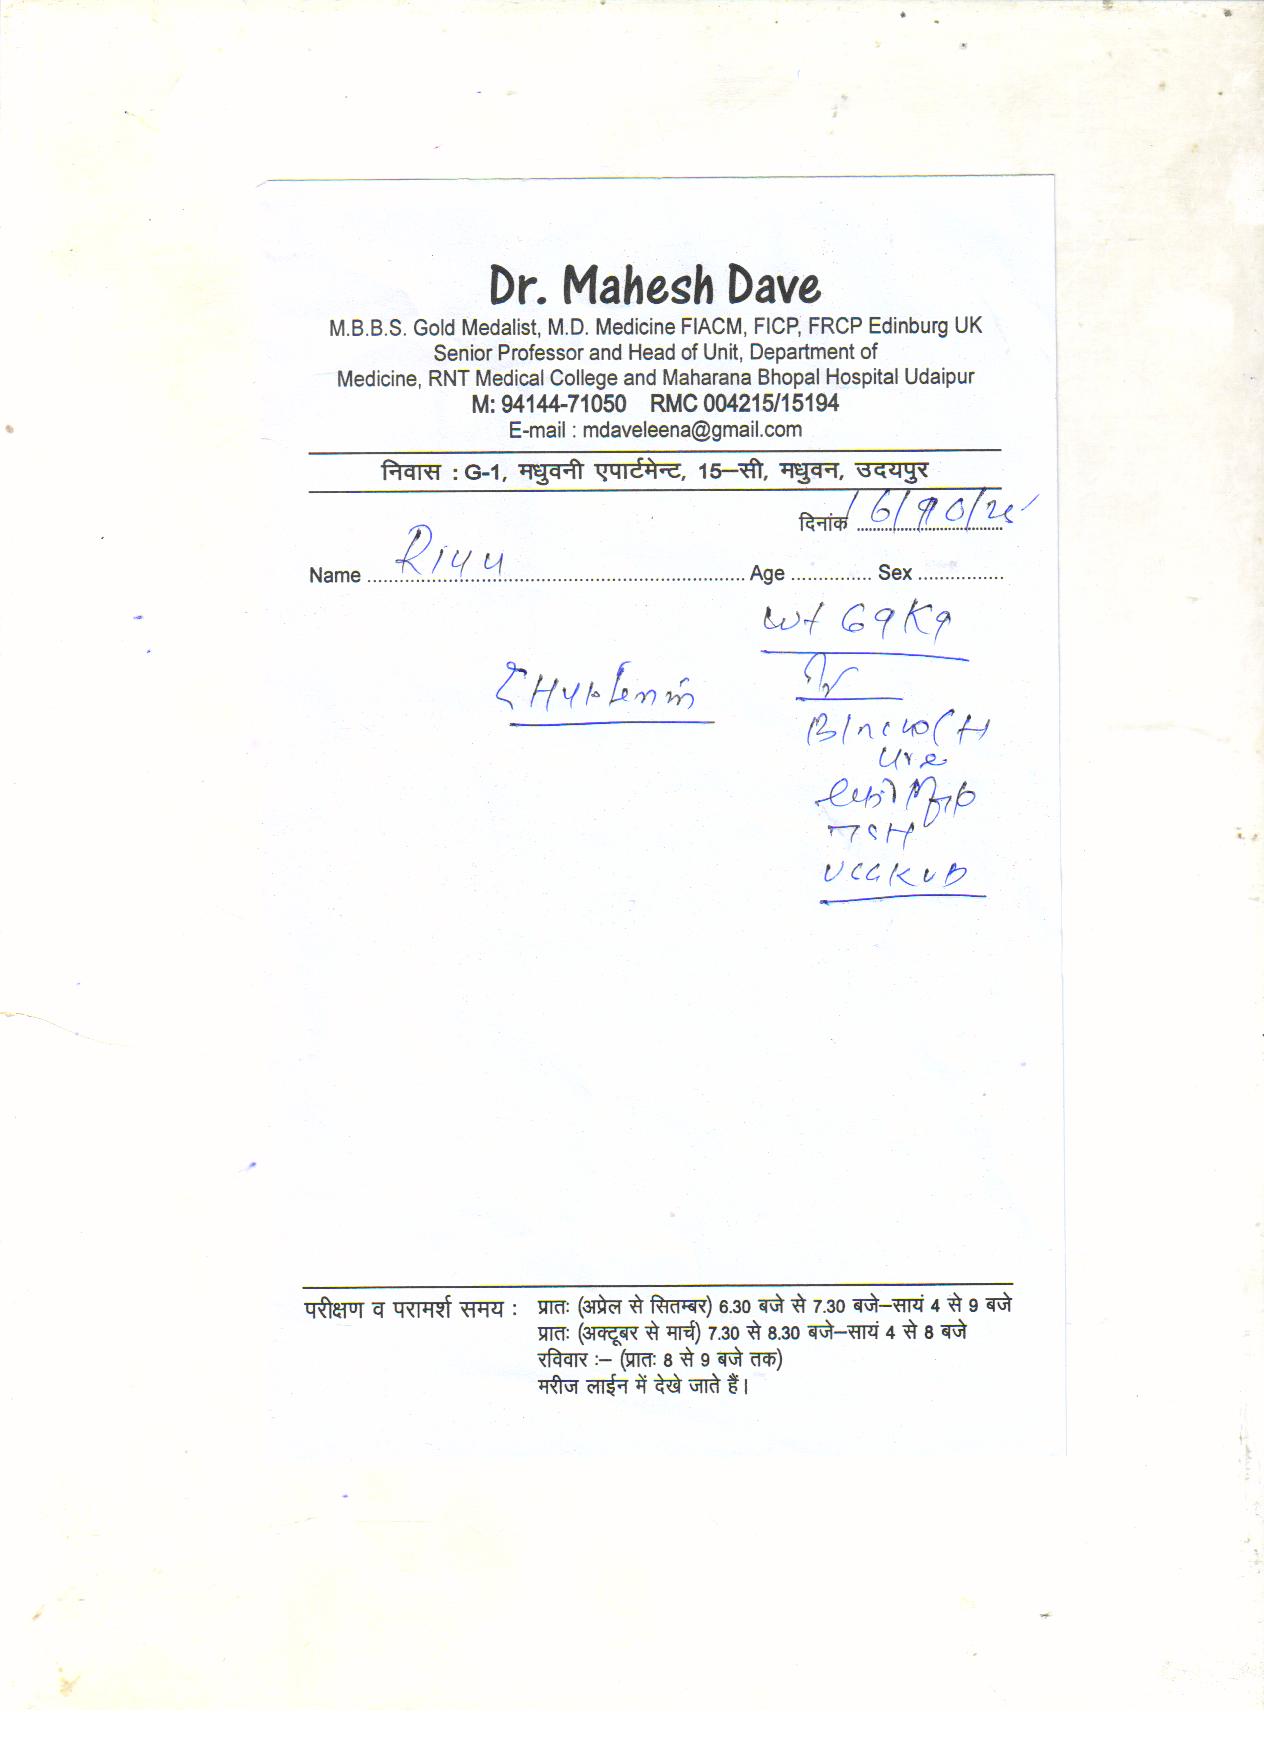 Dr. Mahesh Dave
M.B.B.S. Gold Medalist, M.D. Medicine FIACM, FICP, FRCP Edinburg UK
Senior Professor and Head of Unit, Department of
Medicine, RNT Medical College and Maharana Bhopal Hospital Udaipur
M: 94144-71050 RMC 004215/15194
E-mail : mdaveleena@gmail.com
निवास : G-1, मधुवनी एपार्टमेन्ट, 15–सी, मधुवन, उदयपुर
दिनांक
Name Riyu Age Sex
Wt 69Kg
TSH
परीक्षण व परामर्श समय : प्रातः (अप्रेल से सितम्बर) 6.30 बजे से 7.30 बजे–सायं 4 से 9 बजे
प्रातः (अक्टूबर से मार्च) 7.30 से 8.30 बजे–सायं 4 से 8 बजे
रविवार :– (प्रातः 8 से 9 बजे तक)
मरीज लाईन में देखे जाते हैं।